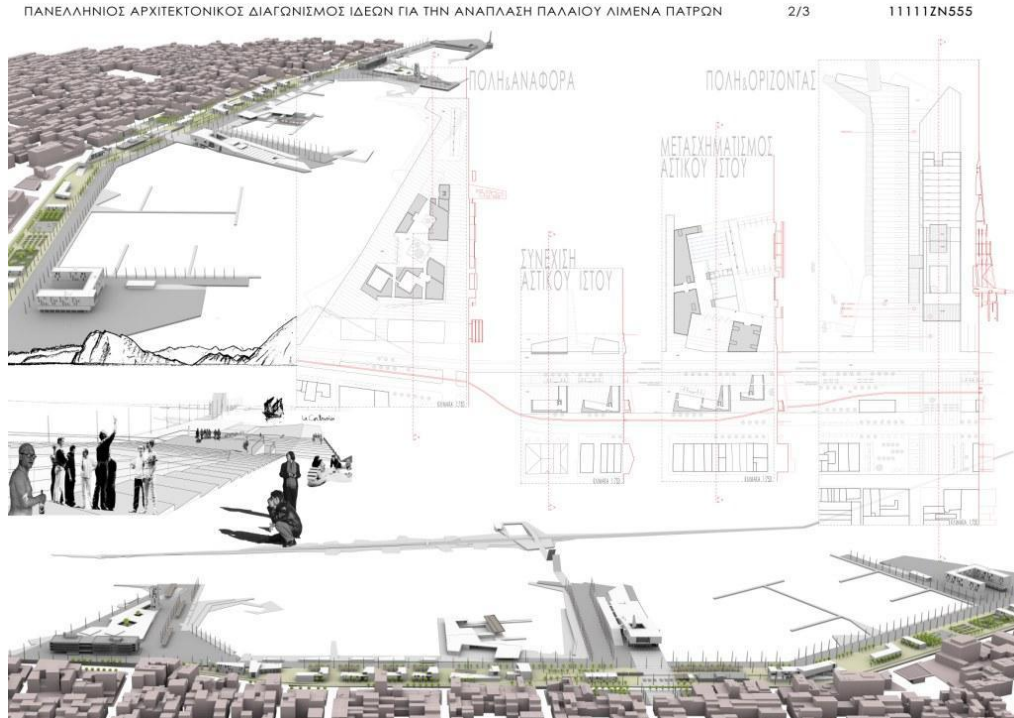 ΠΑΝΕΛΛΗΝΙΟΣ ΑΡΧΙΤΕΚΤΟΝΙΚΟΣ ΔΙΑΓΩΝΙΣΜΟΣ ΙΔΕΩΝ ΓΙΑ ΤΗΝ ΑΝΑΠΛΑΣΗ ΠΑΛΑΙΟΥ ΛΙΜΕΝΑ ΠΑΤΡΩΝ 2/3 11111ΖΝ555
ΠΟΛΗ&ΑΝΑΦΟΡΑ
ΠΟΛΗ&ΟΡΙΖΟΝΤΑΣ
ΜΕΤΑΣΧΗΜΑΤΙΣΜΟΣ
ΑΣΤΙΚΟΥ ΙΣΤΟΥ
ΣΥΝΕΧΙΣΗ
ΑΣΤΙΚΟΥ ΙΣΤΟΥ